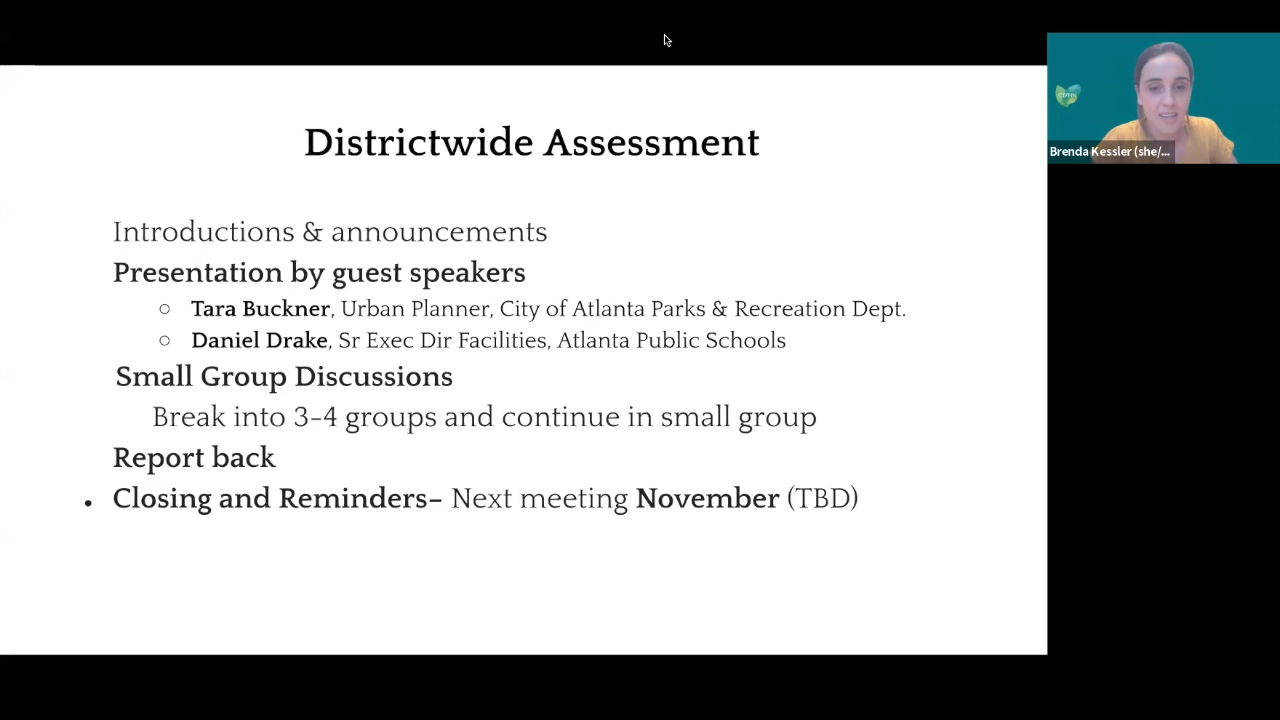 Districtwide Assessment
Introductions & announcements
Presentation by guest speakers
○ Tara Buckner, Urban Planner, City of Atlanta Parks & Recreation Dept.
○ Daniel Drake, Sr Exec Dir Facilities, Atlanta Public Schools
Small Group Discussions
Break into 3-4 groups and continue in small group
Report back
• Closing and Reminders– Next meeting November (TBD)
Brenda Kessler (she/...